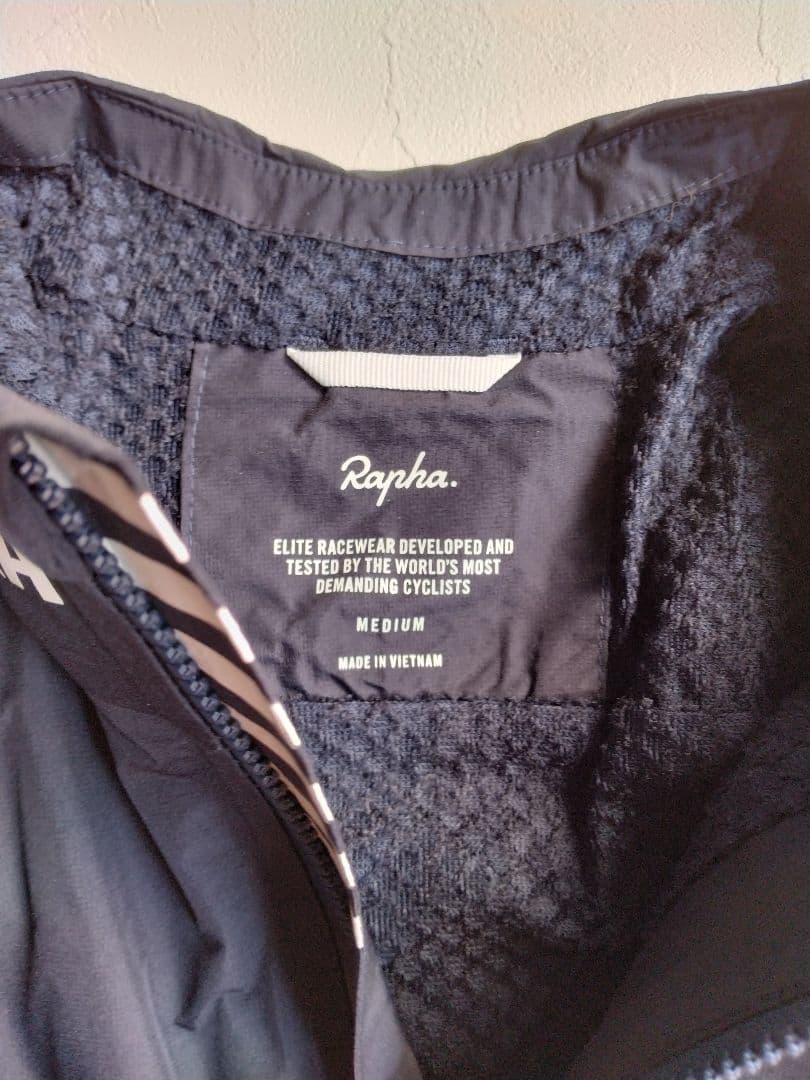 Rapha.
ELITE RACEWEAR DEVELOPED AND
TESTED BY THE WORLD'S MOST
DEMANDING CYCLISTS
MEDIUM
MADE IN VIETNAM